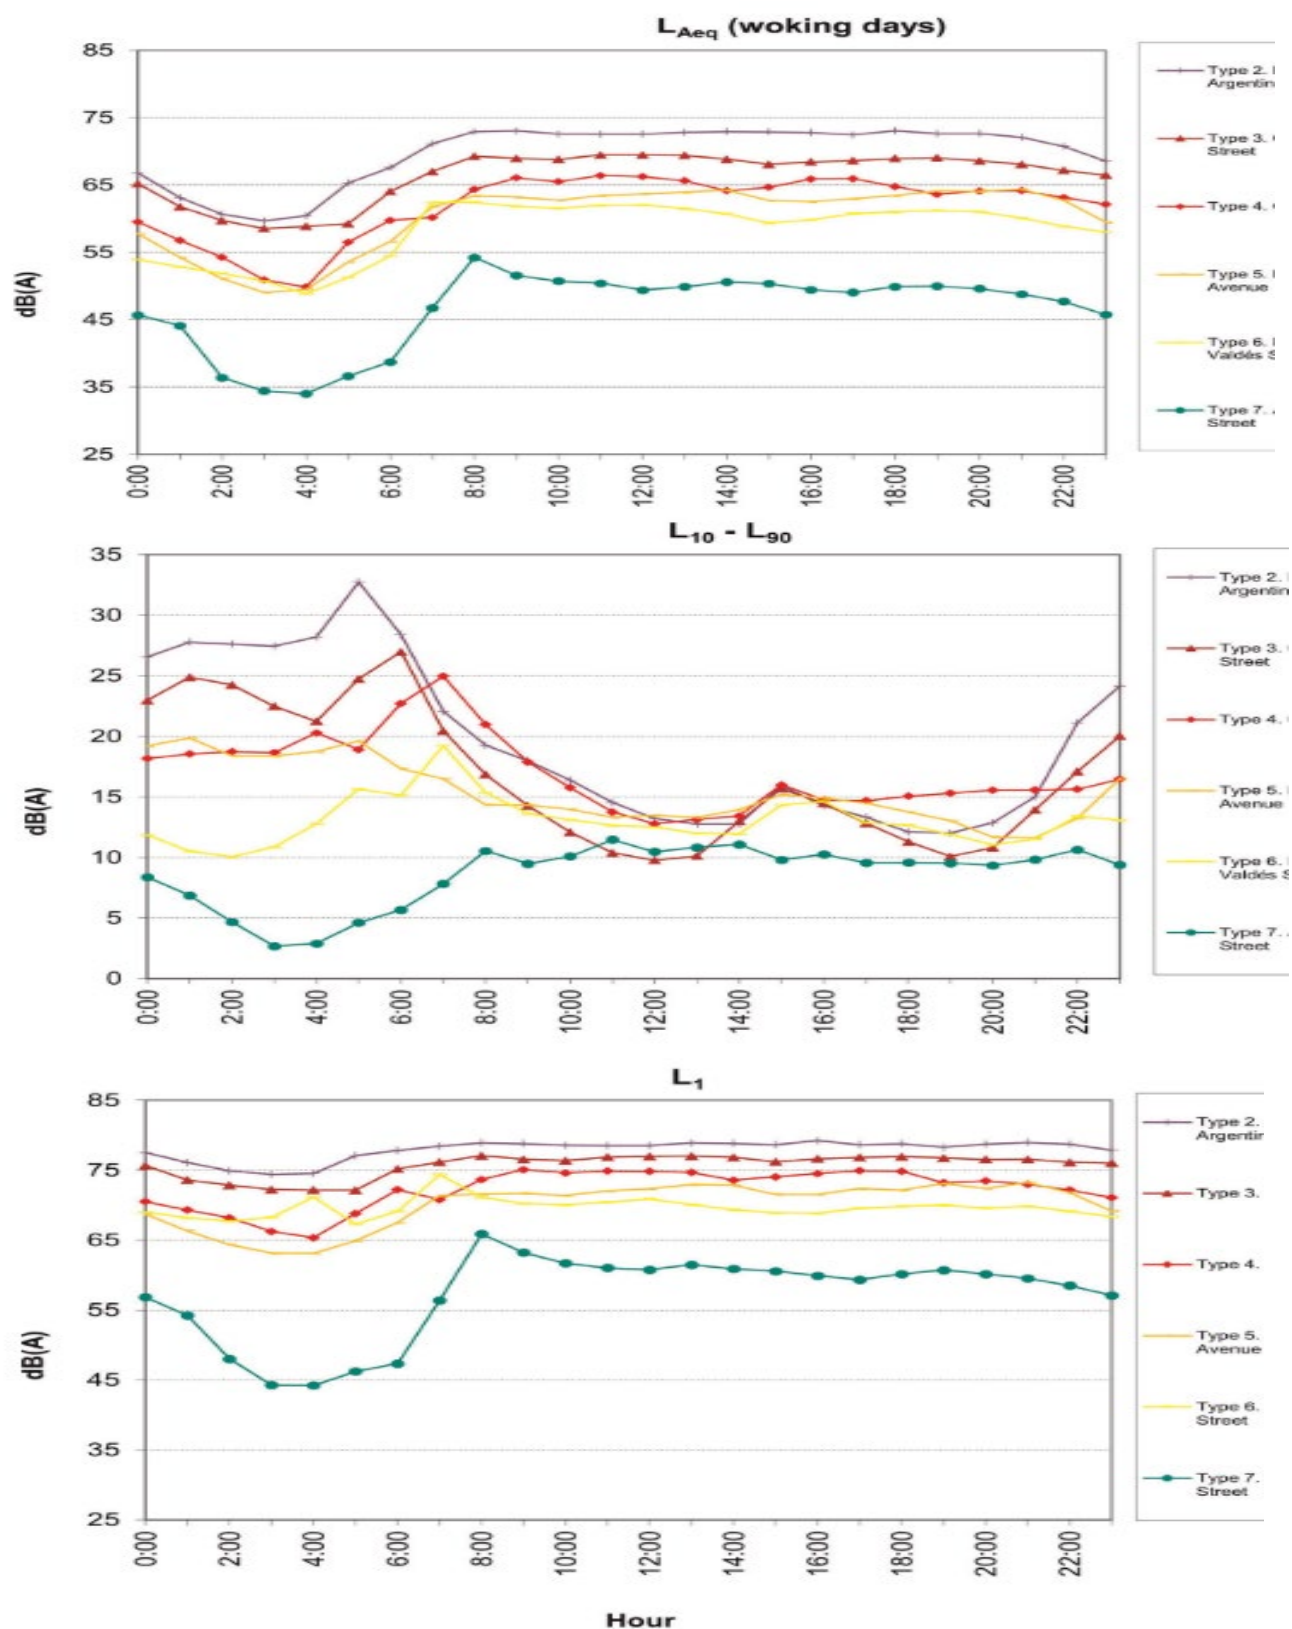 L_Aeq (woking days)
85
75
65
55
45
35
25
dB(A)
0:00
2:00
4:00
6:00
8:00
10:00
12:00
14:00
16:00
18:00
20:00
22:00
Type 2.
Argentin
Type 3.
Street
Type 4.
Type 5.
Avenue
Type 6.
Valdés S
Type 7.
Street
L10 - L90
35
30
25
20
15
10
5
0
dB(A)
0:00
2:00
4:00
6:00
8:00
10:00
12:00
14:00
16:00
18:00
20:00
22:00
Type 2.
Argentin
Type 3.
Street
Type 4.
Type 5.
Avenue
Type 6.
Valdés S
Type 7.
Street
L1
85
75
65
55
45
35
25
dB(A)
0:00
2:00
4:00
6:00
8:00
10:00
12:00
14:00
16:00
18:00
20:00
22:00
Type 2.
Argentin
Type 3.
Type 4.
Type 5.
Avenue
Type 6.
Street
Type 7.
Street
Hour